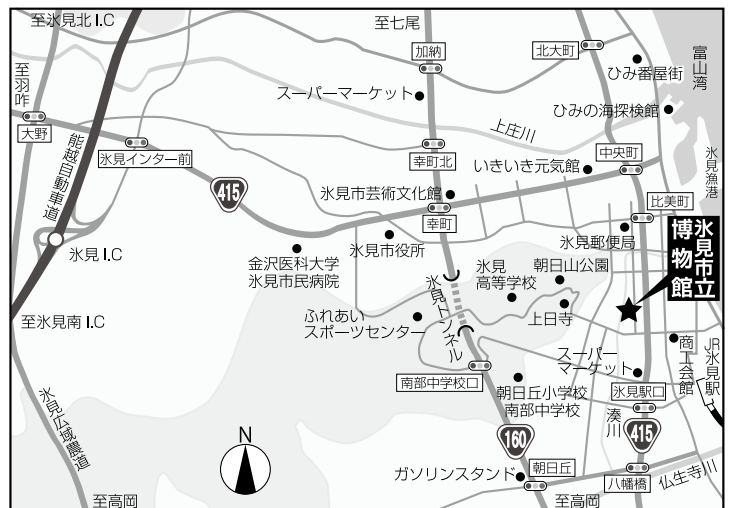 至氷見北I.C
至七尾
加納
北大町
富山湾
至羽咋
ひみ番屋街
スーパーマーケット
ひみの海探検館
大野
上庄川
能越自動車道
氷見インター前
幸町北
いきいき元気館
中央町
氷見漁港
415
氷見市芸術文化館
比美町
幸町
氷見市役所
氷見郵便局
氷見市立
博物館
氷見I.C
金沢医科大学
氷見市民病院
氷見トンネル
氷見
高等学校
朝日山公園
上日寺
至氷見南I.C
ふれあい
スポーツセンター
スーパー
マーケット
商工会館
JR氷見駅
南部中学校口
朝日丘小学校
南部中学校
氷見駅口
湊川
氷見広域農道
N
160
415
ガソリンスタンド
朝日丘
八幡橋
仏生寺川
至高岡
至高岡